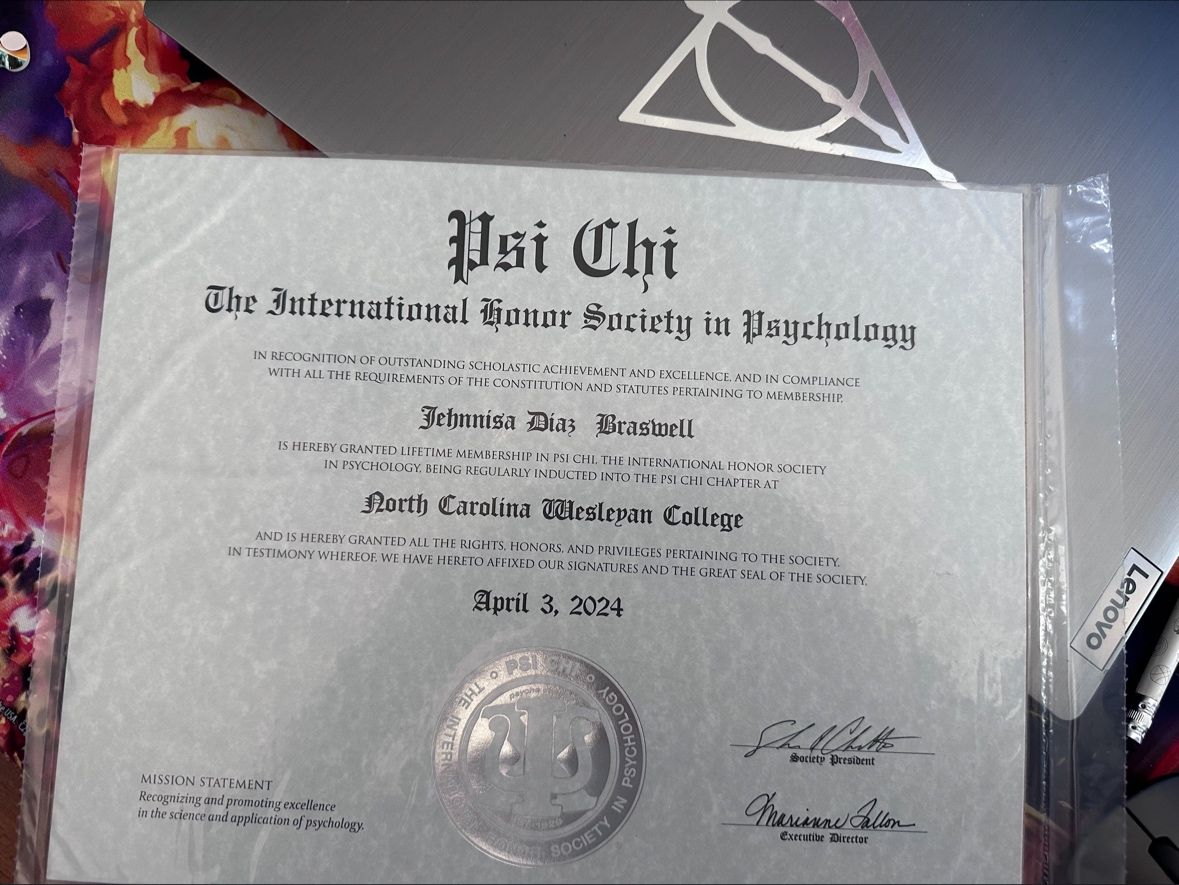 Psi Chi
The International Honor Society in Psychology
IN RECOGNITION OF OUTSTANDING SCHOLASTIC ACHIEVEMENT AND EXCELLENCE, AND IN COMPLIANCE
WITH ALL THE REQUIREMENTS OF THE CONSTITUTION AND STATUTES PERTAINING TO MEMBERSHIP,
Jehnnisa Diaz Braswell
IS HEREBY GRANTED LIFETIME MEMBERSHIP IN PSI CHI, THE INTERNATIONAL HONOR SOCIETY
IN PSYCHOLOGY, BEING REGULARLY INDUCTED INTO THE PSI CHI CHAPTER AT
North Carolina Wesleyan College
AND IS HEREBY GRANTED ALL THE RIGHTS, HONORS, AND PRIVILEGES PERTAINING TO THE SOCIETY.
IN TESTIMONY WHEREOF, WE HAVE HERETO AFFIXED OUR SIGNATURES AND THE GREAT SEAL OF THE SOCIETY.
April 3, 2024
PSI CHI
THE INTERN HONOR SOCIETY IN PSYCHOLOGY
Society President
Marianne Fallon
Executive Director
MISSION STATEMENT
Recognizing and promoting excellence
in the science and application of psychology.
Lenovo